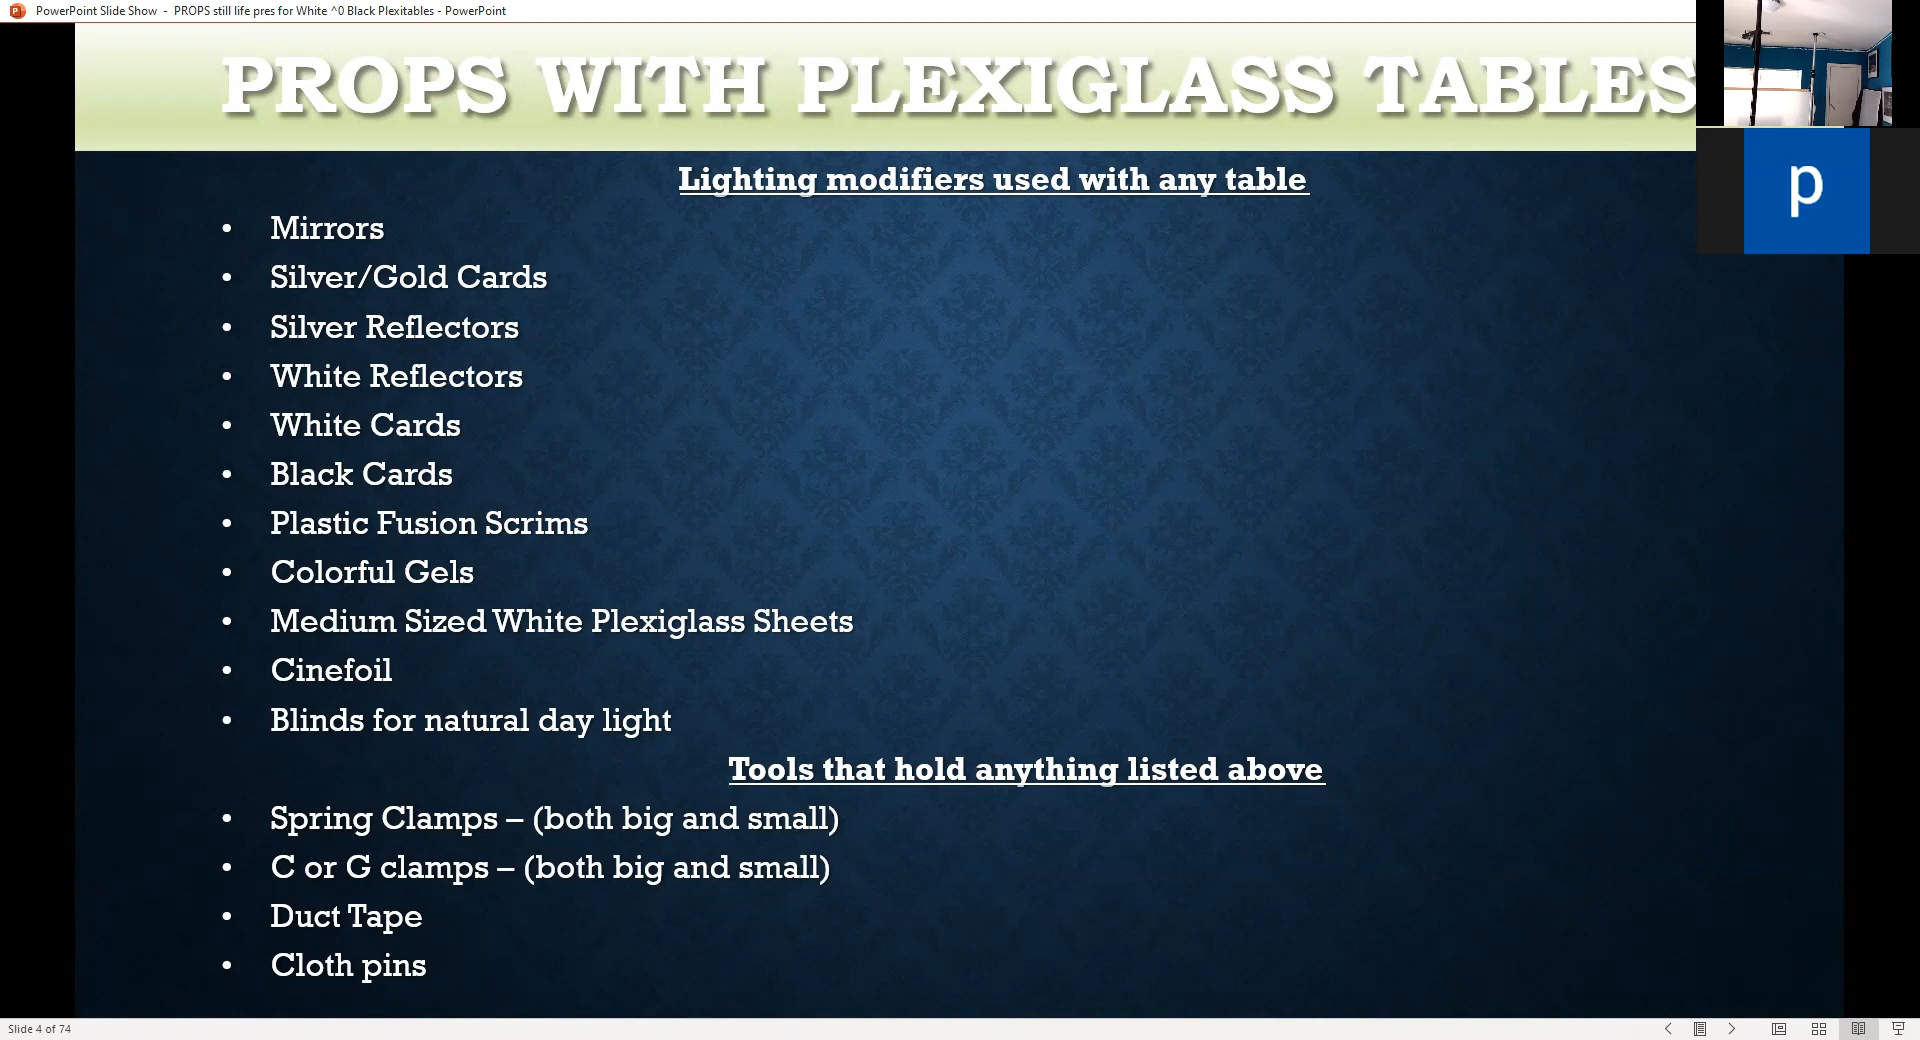 PowerPoint Slide Show - PROPS still life pres for White ^0 Black Plexitables - PowerPoint
PROPS WITH PLEXIGLASS TABLES
Lighting modifiers used with any table
• Mirrors
• Silver/Gold Cards
• Silver Reflectors
• White Reflectors
• White Cards
• Black Cards
• Plastic Fusion Scrims
• Colorful Gels
• Medium Sized White Plexiglass Sheets
• Cinefoil
• Blinds for natural day light
Tools that hold anything listed above
• Spring Clamps – (both big and small)
• C or G clamps – (both big and small)
• Duct Tape
• Cloth pins
p
Slide 4 of 74